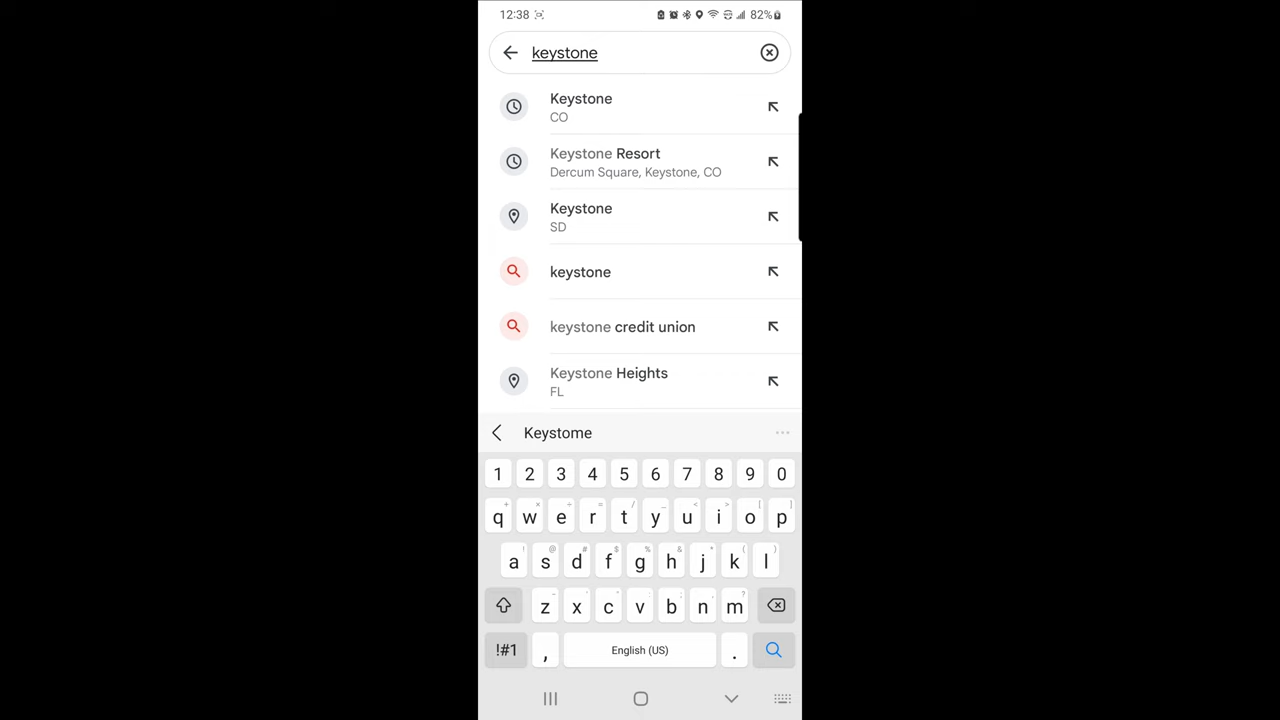 12:38 82%
keystone
Keystone
CO
Keystone Resort
Dercum Square, Keystone, CO
Keystone
SD
keystone
keystone credit union
Keystone Heights
FL
Keystome
1 2 3 4 5 6 7 8 9 0
q w e r t y u i o p
a s d f g h j k l
z x c v b n m
!#1 , English (US) .